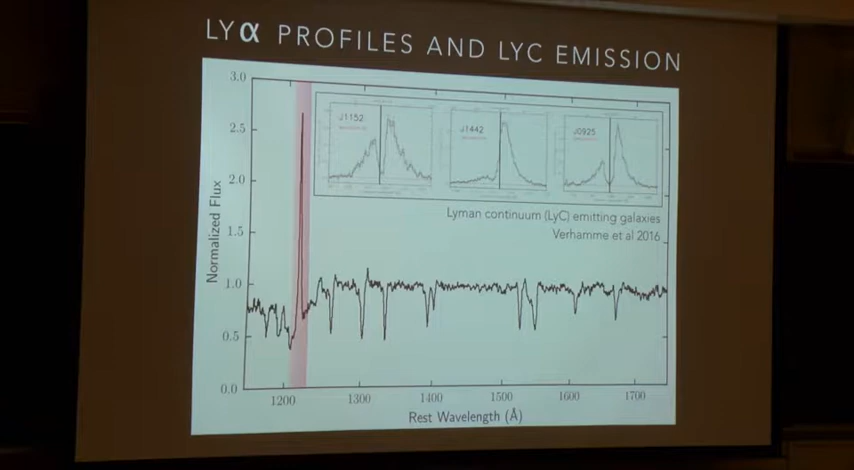 LYα PROFILES AND LYC EMISSION
3.0
2.5
2.0
1.5
1.0
0.5
0.0
Normalized Flux
J1152
J1442
J0925
Lyman continuum (LyC) emitting galaxies
Verhamme et al 2016
1200 1300 1400 1500 1600 1700
Rest Wavelength (Å)